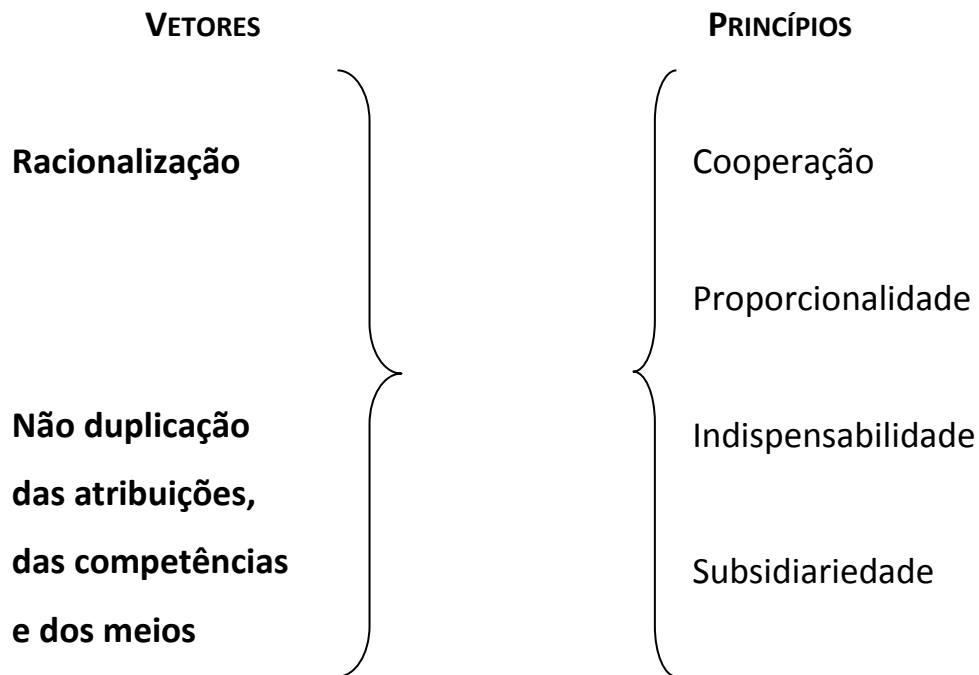 VETORES
Racionalização
Não duplicação
das atribuições,
das competências
e dos meios
PRINCÍPIOS
Cooperação
Proporcionalidade
Indispensabilidade
Subsidiariedade